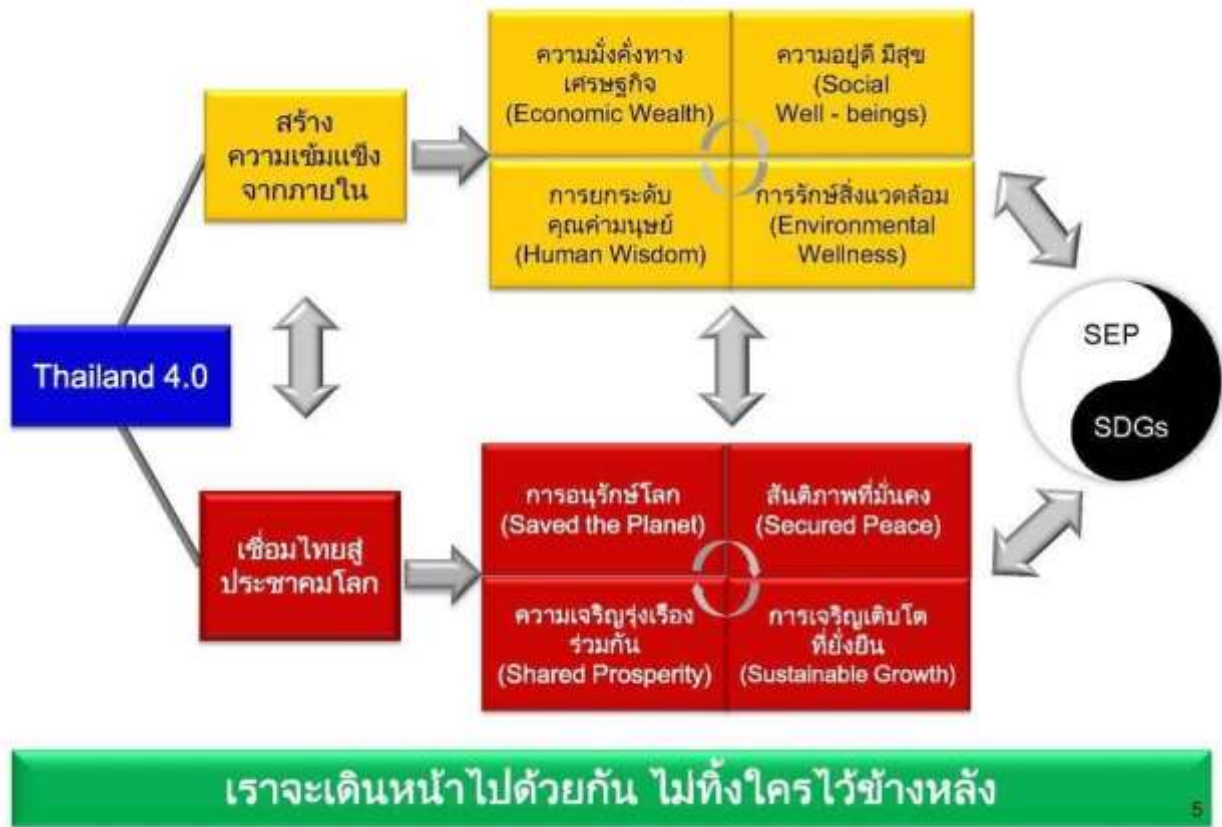 ความมั่งคั่งทาง
เศรษฐกิจ
(Economic Wealth)
ความอยู่ดี มีสุข
(Social
Well - beings)
สร้าง
ความเข้มแข็ง
จากภายใน
การยกระดับ
คุณค่ามนุษย์
(Human Wisdom)
การรักษ์สิ่งแวดล้อม
(Environmental
Wellness)
Thailand 4.0
SEP
SDGs
เชื่อมไทยสู่
ประชาคมโลก
การอนุรักษ์โลก
(Saved the Planet)
สันติภาพที่มั่นคง
(Secured Peace)
ความเจริญรุ่งเรือง
ร่วมกัน
(Shared Prosperity)
การเจริญเติบโต
ที่ยั่งยืน
(Sustainable Growth)
เราจะเดินหน้าไปด้วยกัน ไม่ทิ้งใครไว้ข้างหลัง
5